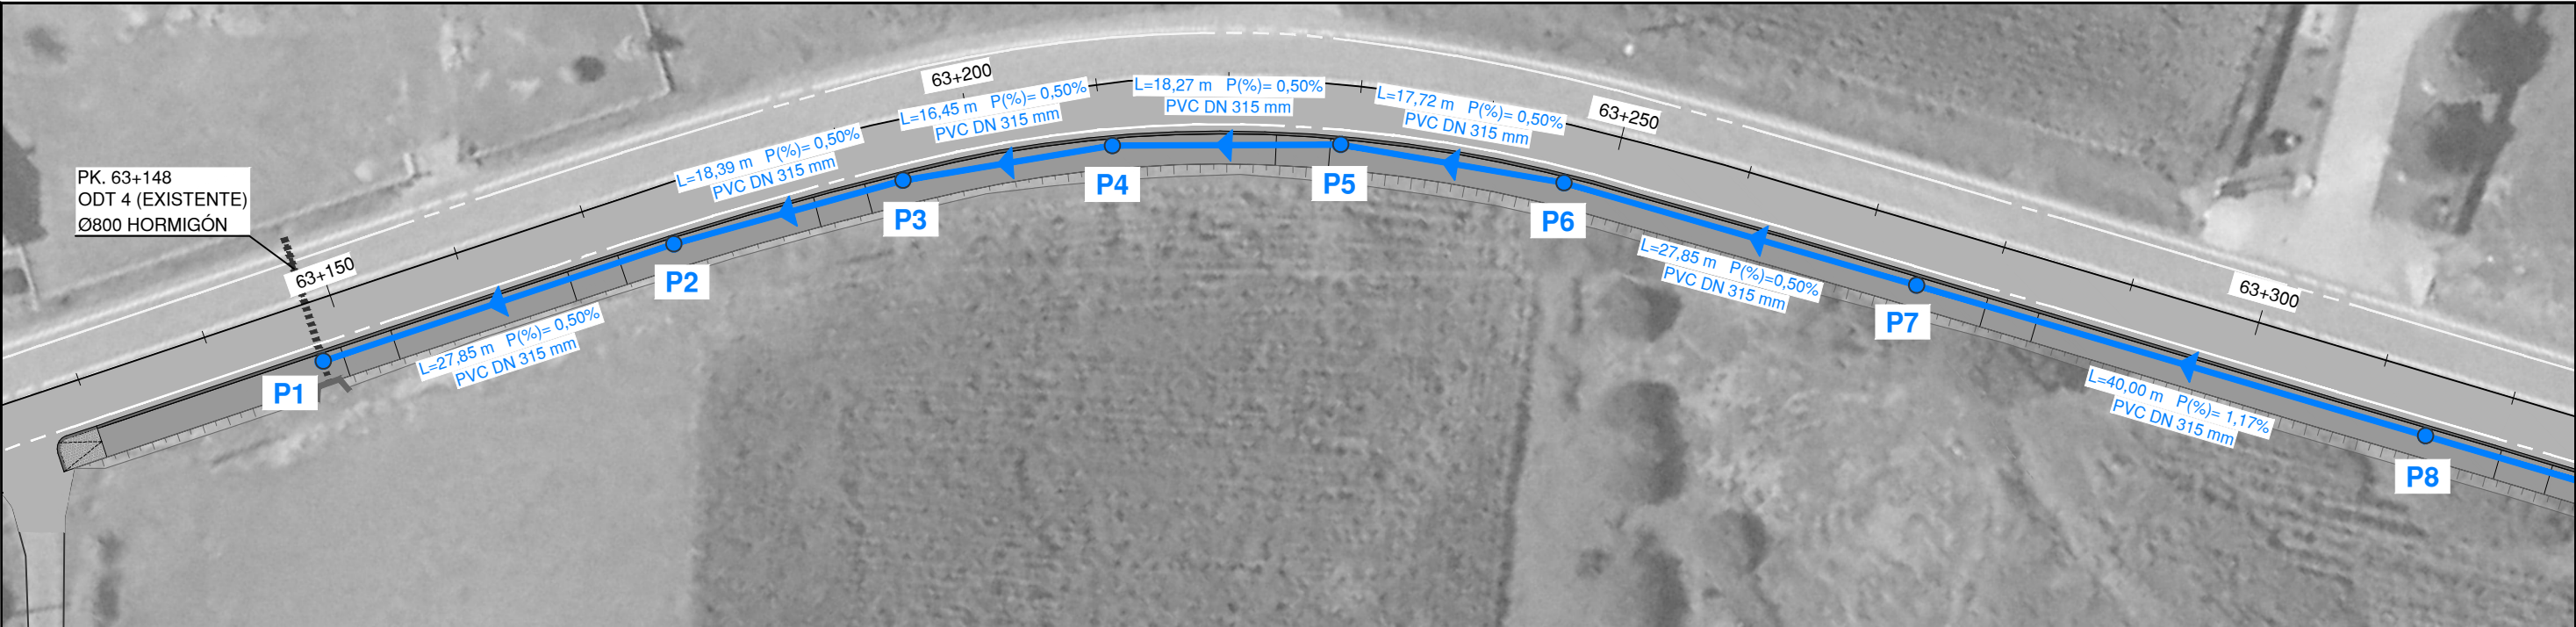 63+200
L=16,45 m P(%)= 0,50%
PVC DN 315 mm
L=18,27 m P(%)= 0,50%
PVC DN 315 mm
L=17,72 m P(%)= 0,50%
PVC DN 315 mm
63+250
L=18,39 m P(%)= 0,50%
PVC DN 315 mm
PK. 63+148
ODT 4 (EXISTENTE)
Ø800 HORMIGÓN
63+150
P1
P2
P3
P4
P5
P6
L=27,85 m P(%)= 0,50%
PVC DN 315 mm
L=27,85 m P(%)=0,50%
PVC DN 315 mm
63+300
P7
L=40,00 m P(%)= 1,17%
PVC DN 315 mm
P8